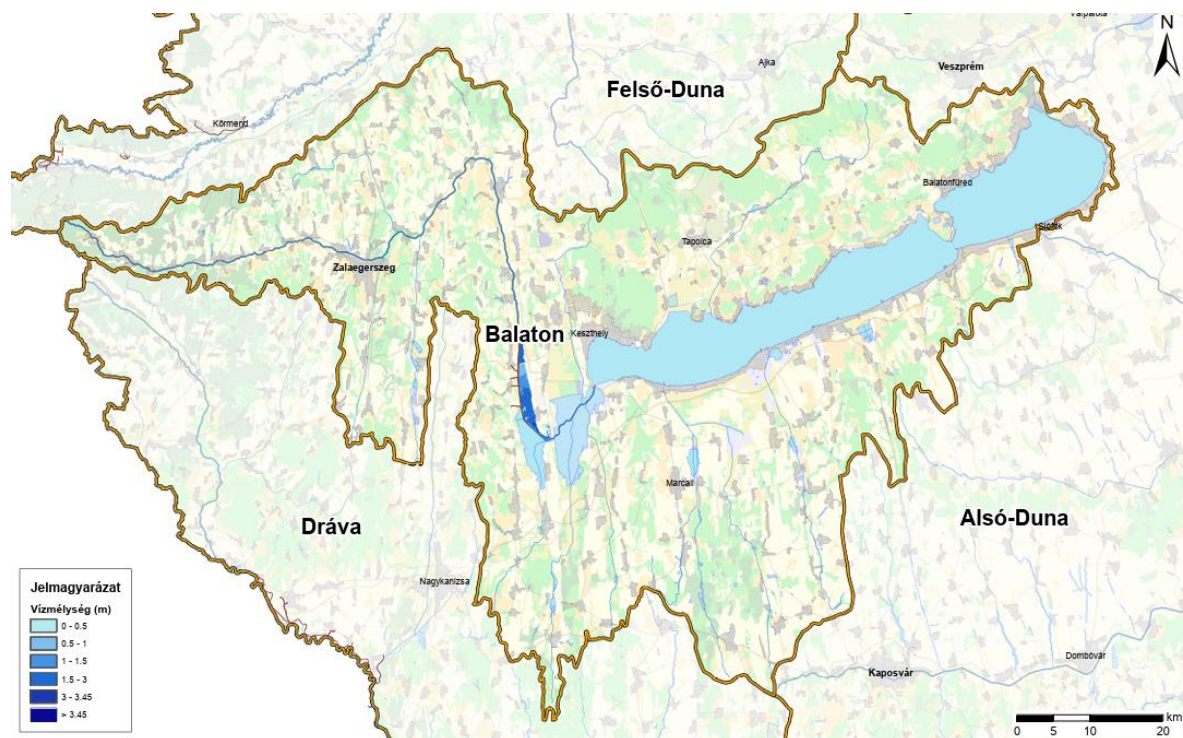 Várpalota
N
Ajka
Veszprém
Felső-Duna
Körmend
Balatonfüred
Siófok
Tapolca
Zalaegerszeg
Balaton
Keszthely
Marcali
Dráva
Alsó-Duna
Nagykanizsa
Jelmagyarázat
Vízmélység (m)
0 - 0.5
0.5 - 1
1 - 1.5
1.5 - 3
3 - 3.45
> 3.45
Dombóvár
Kaposvár
km
0 5 10 20